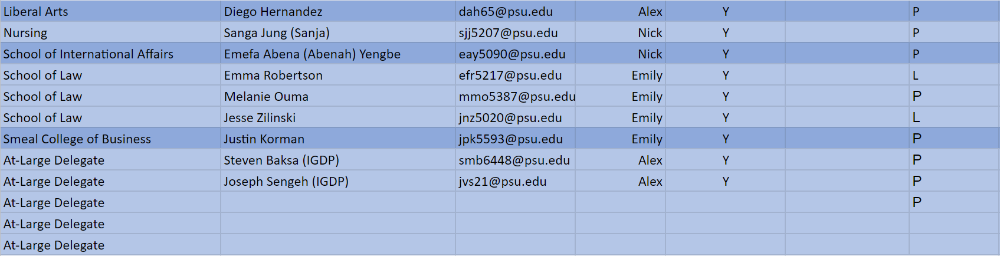 Liberal Arts Diego Hernandez dah65@psu.edu Alex Y P
Nursing Sanga Jung (Sanja) sjj5207@psu.edu Nick Y P
School of International Affairs Emefa Abena (Abenah) Yengbe eay5090@psu.edu Nick Y P
School of Law Emma Robertson efr5217@psu.edu Emily Y L
School of Law Melanie Ouma mmo5387@psu.edu Emily Y P
School of Law Jesse Zilinski jnz5020@psu.edu Emily Y L
Smeal College of Business Justin Korman jpk5593@psu.edu Emily Y P
At-Large Delegate Steven Baksa (IGDP) smb6448@psu.edu Alex Y P
At-Large Delegate Joseph Sengeh (IGDP) jvs21@psu.edu Alex Y P
At-Large Delegate P
At-Large Delegate
At-Large Delegate